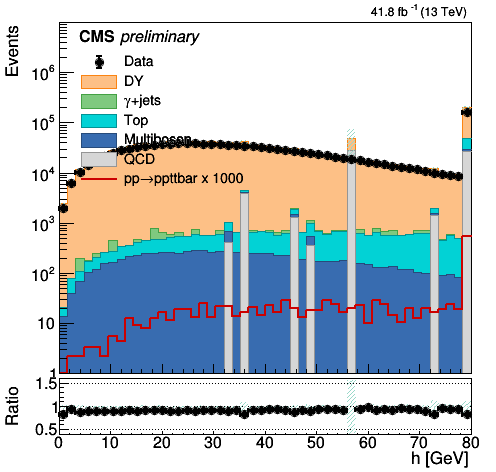 41.8 fb⁻¹ (13 TeV)
Events
CMS preliminary
Data
DY
γ+jets
Top
Multiboson
QCD
pp→ppttbar x 1000
10⁶
10⁵
10⁴
10³
10²
10
1
Ratio
1.5
1
0.5
0 10 20 30 40 50 60 70 80
h [GeV]